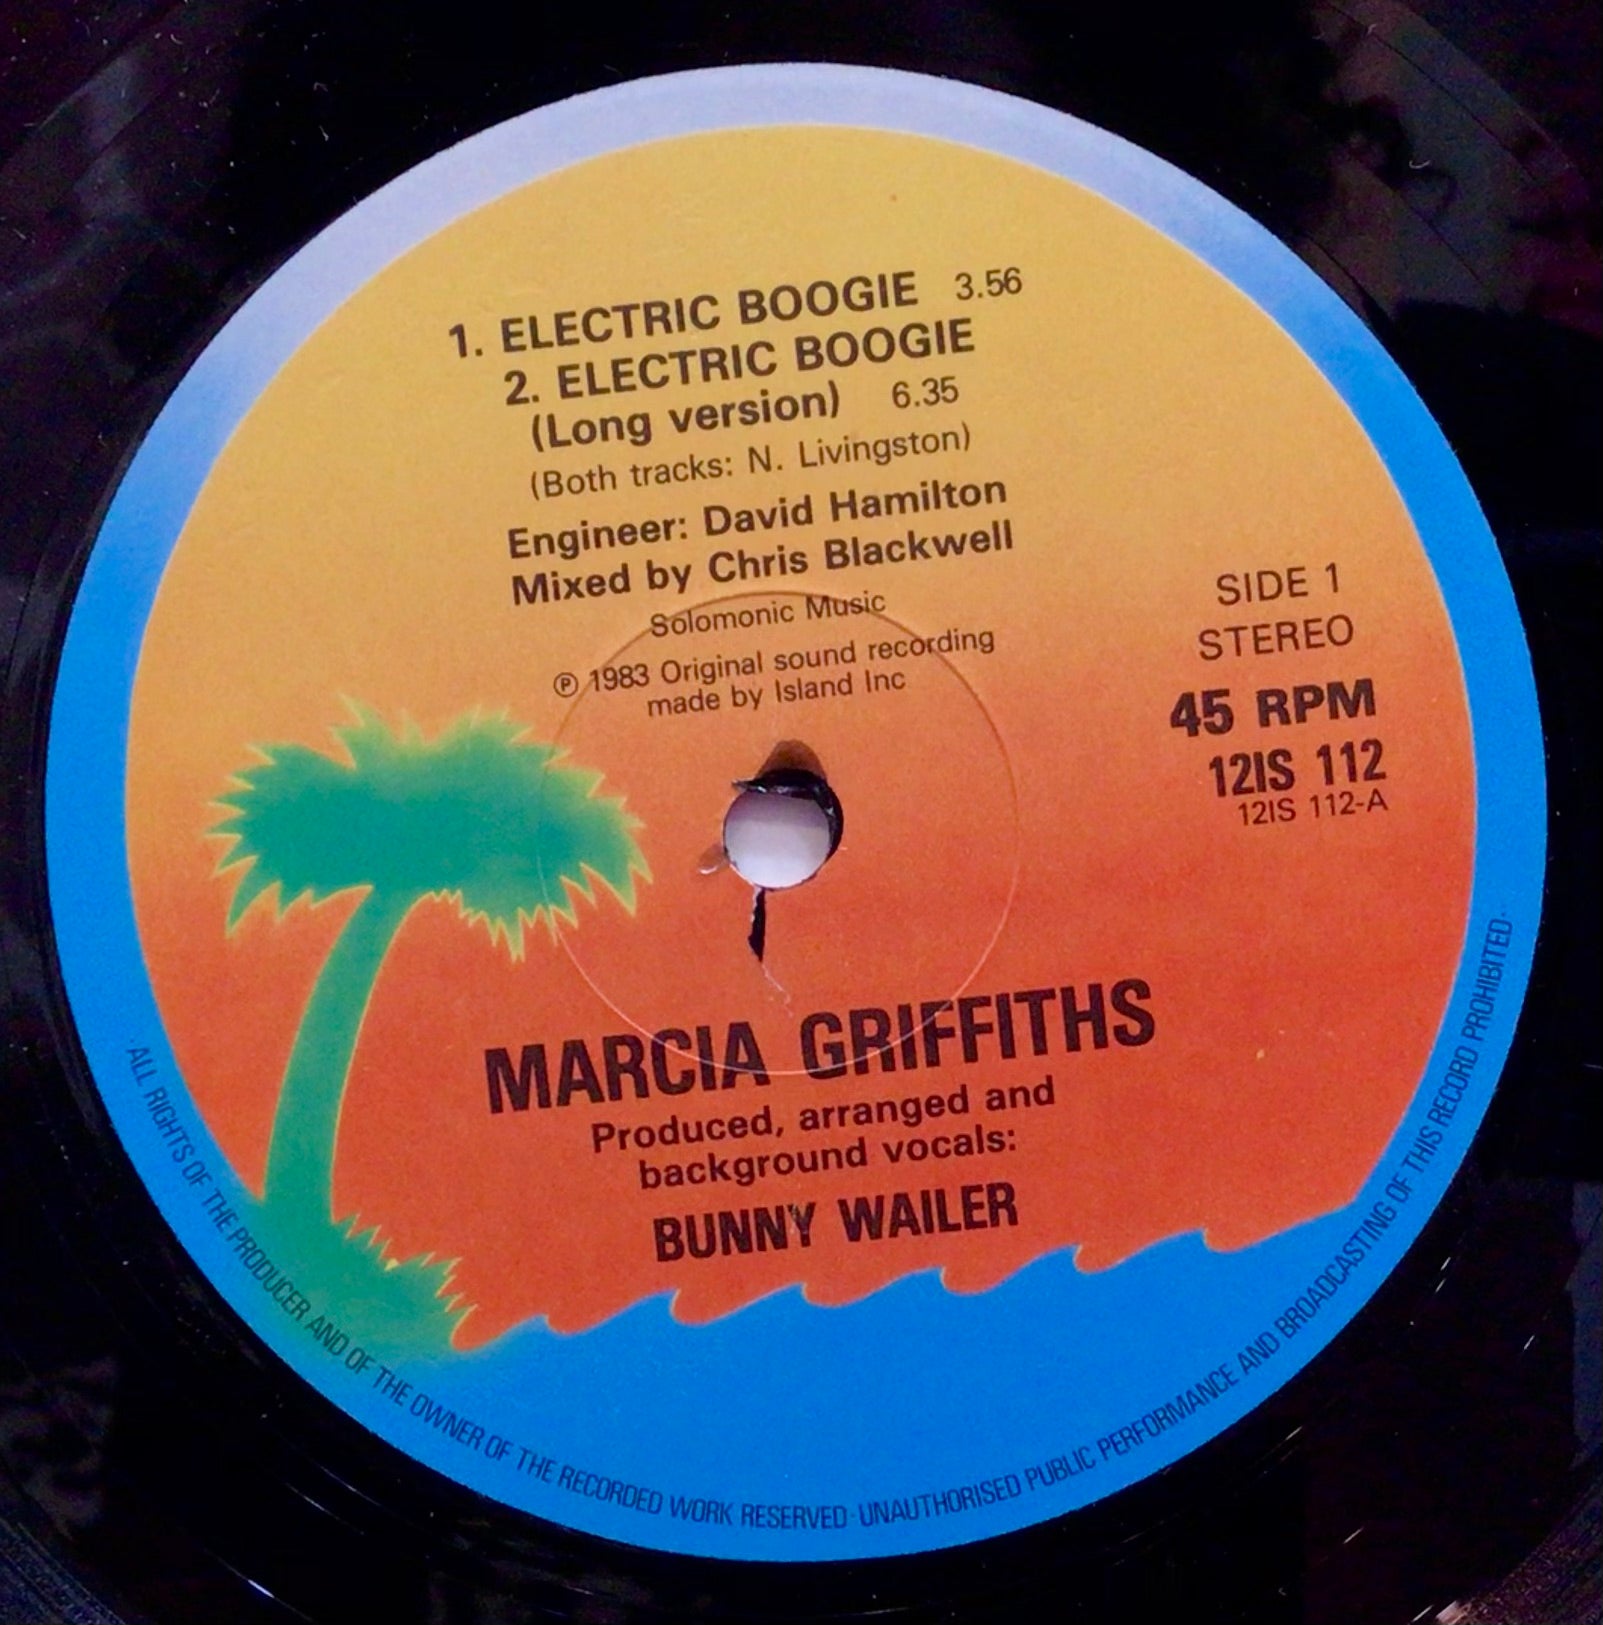 1. ELECTRIC BOOGIE 3.56
2. ELECTRIC BOOGIE
(Long version) 6.35
(Both tracks: N. Livingston)
Engineer: David Hamilton
Mixed by Chris Blackwell
Solomonic Music
℗ 1983 Original sound recording
made by Island Inc
SIDE 1
STEREO
45 RPM
12IS 112
12IS 112-A
MARCIA GRIFFITHS
Produced, arranged and
background vocals:
BUNNY WAILER
·ALL RIGHTS OF THE PRODUCER AND OF THE OWNER OF THE RECORDED WORK RESERVED· UNAUTHORISED PUBLIC PERFORMANCE AND BROADCASTING OF THIS RECORD PROHIBITED·